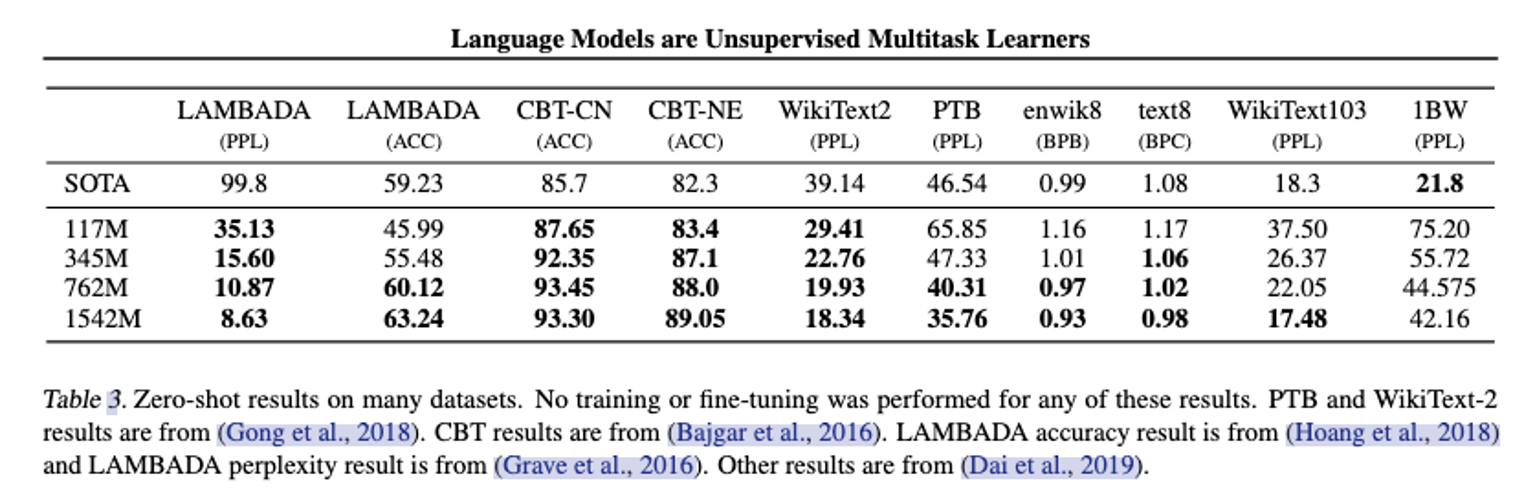 Language Models are Unsupervised Multitask Learners
LAMBADA LAMBADA CBT-CN CBT-NE WikiText2 PTB enwik8 text8 WikiText103 1BW
(PPL) (ACC) (ACC) (ACC) (PPL) (PPL) (BPB) (BPC) (PPL) (PPL)
SOTA 99.8 59.23 85.7 82.3 39.14 46.54 0.99 1.08 18.3 21.8
117M 35.13 45.99 87.65 83.4 29.41 65.85 1.16 1.17 37.50 75.20
345M 15.60 55.48 92.35 87.1 22.76 47.33 1.01 1.06 26.37 55.72
762M 10.87 60.12 93.45 88.0 19.93 40.31 0.97 1.02 22.05 44.575
1542M 8.63 63.24 93.30 89.05 18.34 35.76 0.93 0.98 17.48 42.16
Table 3. Zero-shot results on many datasets. No training or fine-tuning was performed for any of these results. PTB and WikiText-2
results are from (Gong et al., 2018). CBT results are from (Bajgar et al., 2016). LAMBADA accuracy result is from (Hoang et al., 2018)
and LAMBADA perplexity result is from (Grave et al., 2016). Other results are from (Dai et al., 2019).